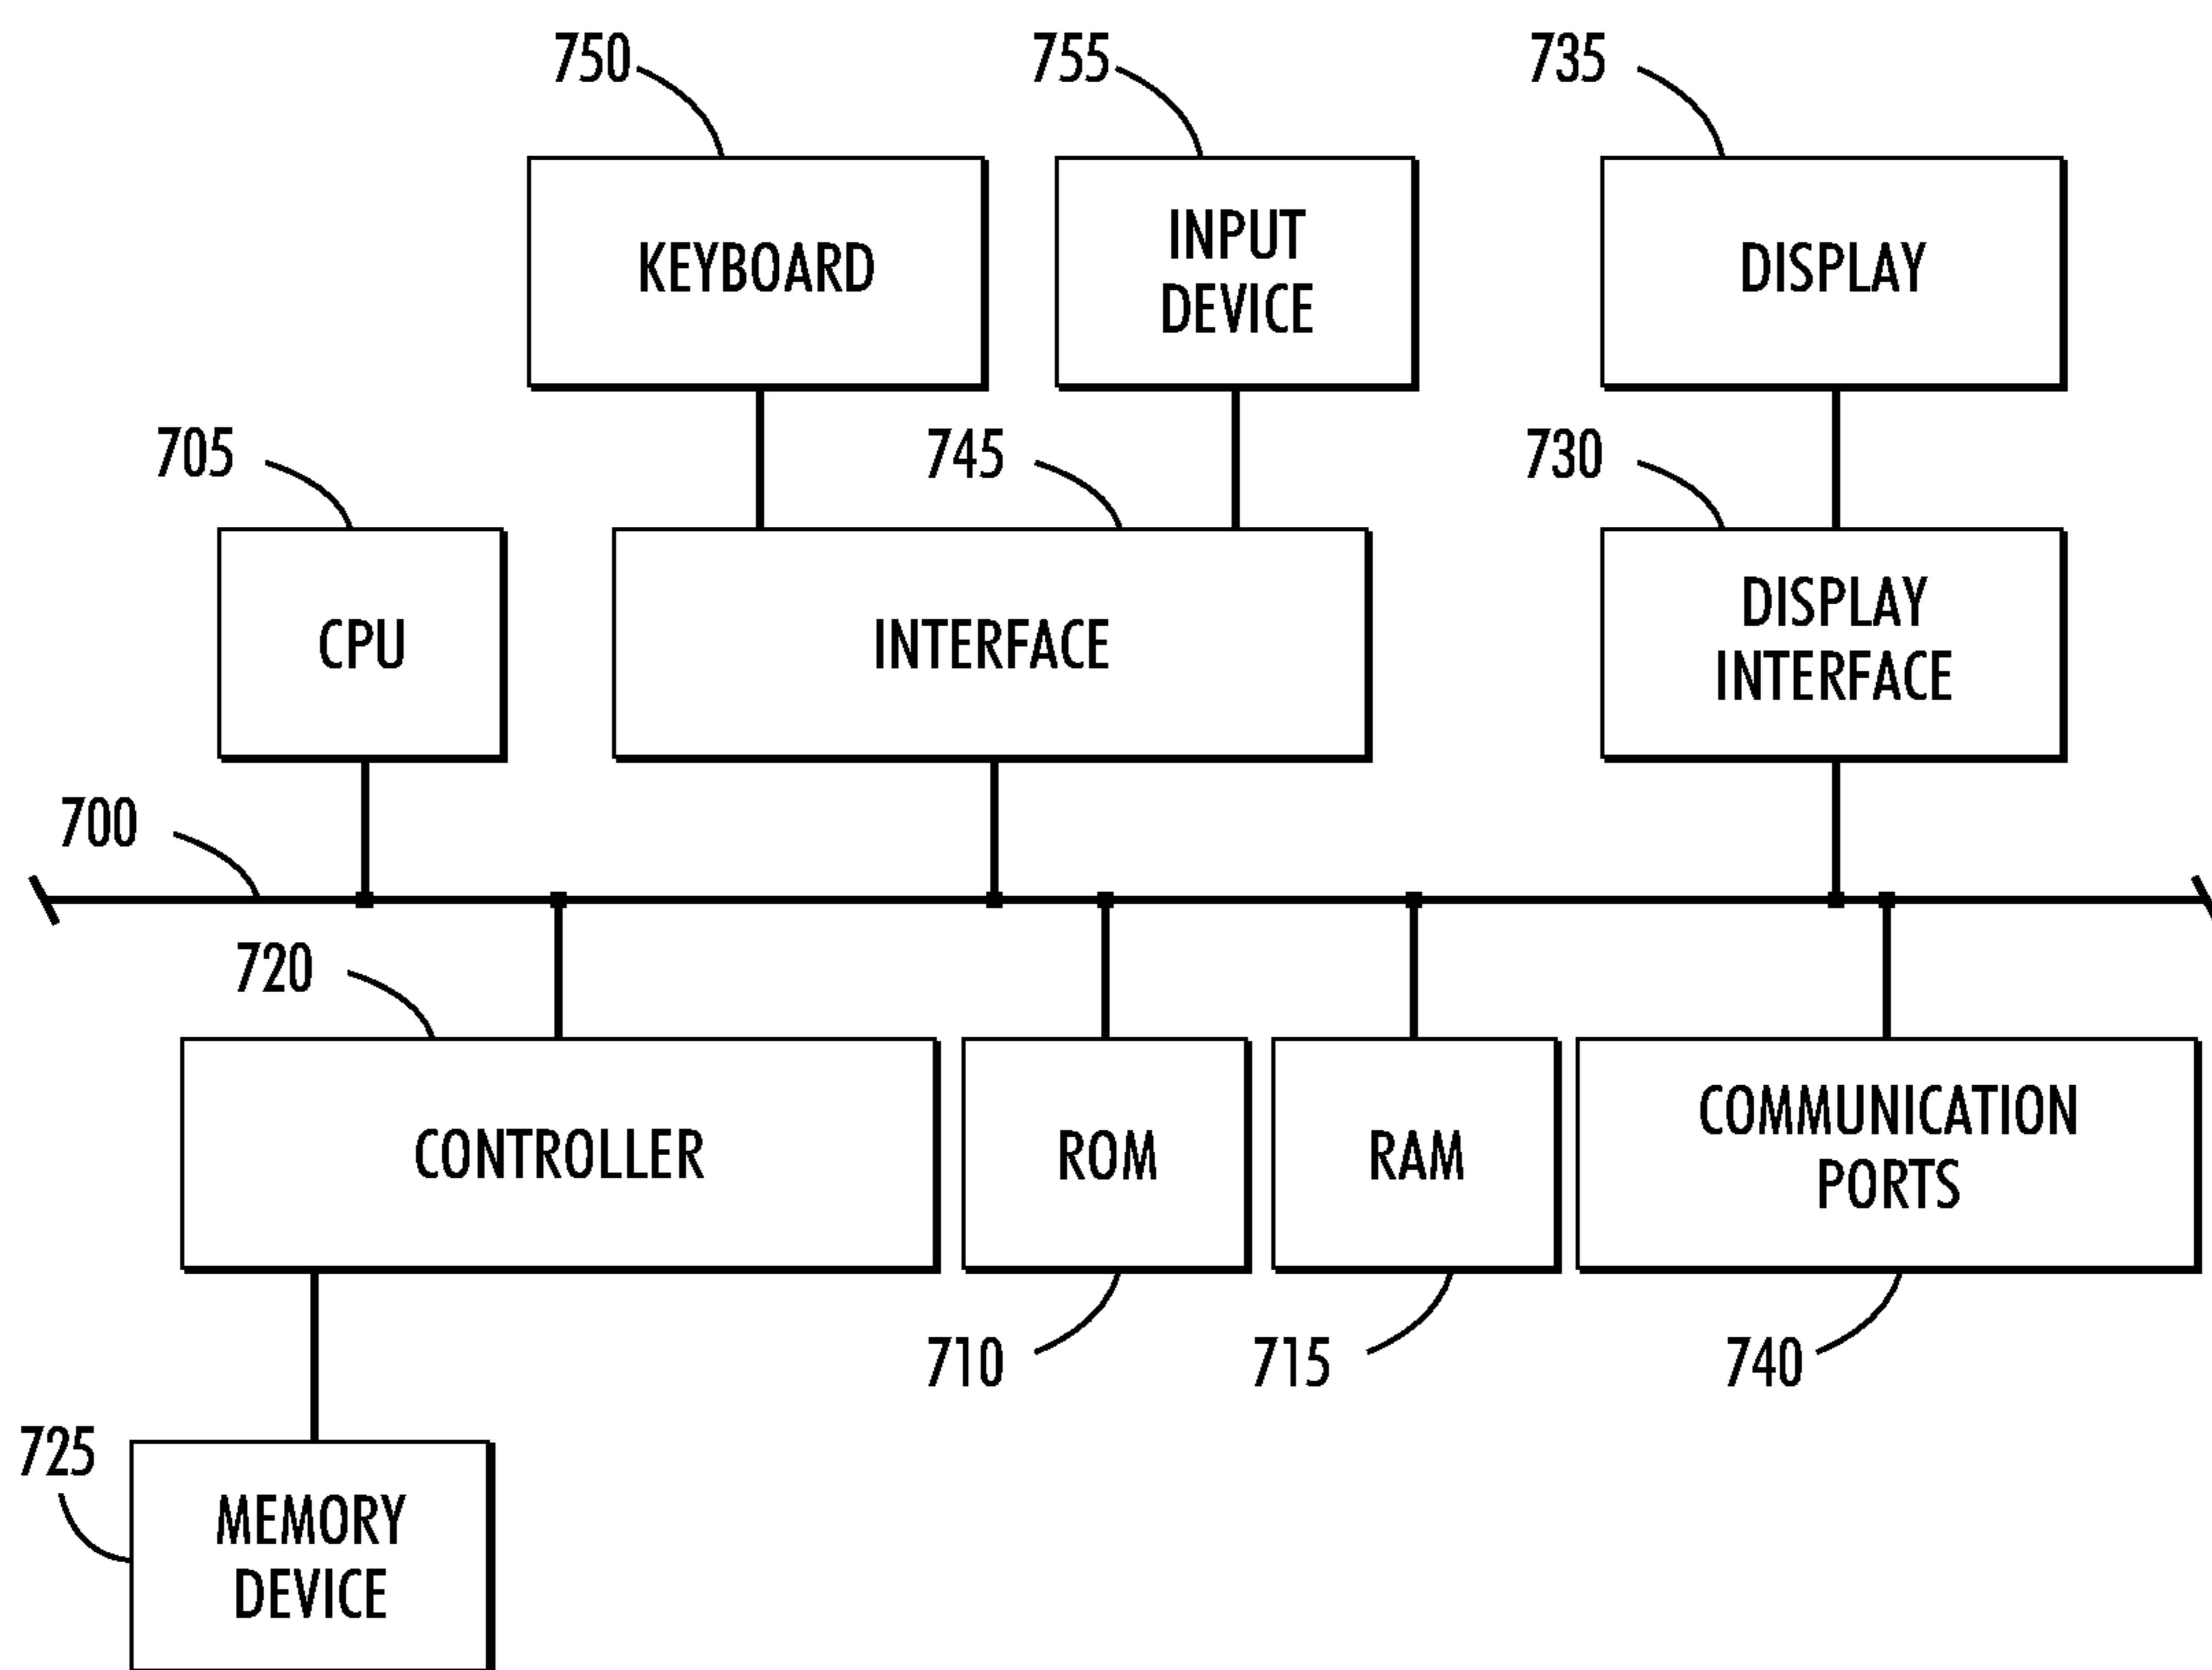 750
755
735
KEYBOARD
INPUT
DEVICE
DISPLAY
705
745
730
CPU
INTERFACE
DISPLAY
INTERFACE
700
720
CONTROLLER
ROM
RAM
COMMUNICATION
PORTS
710
715
740
725
MEMORY
DEVICE